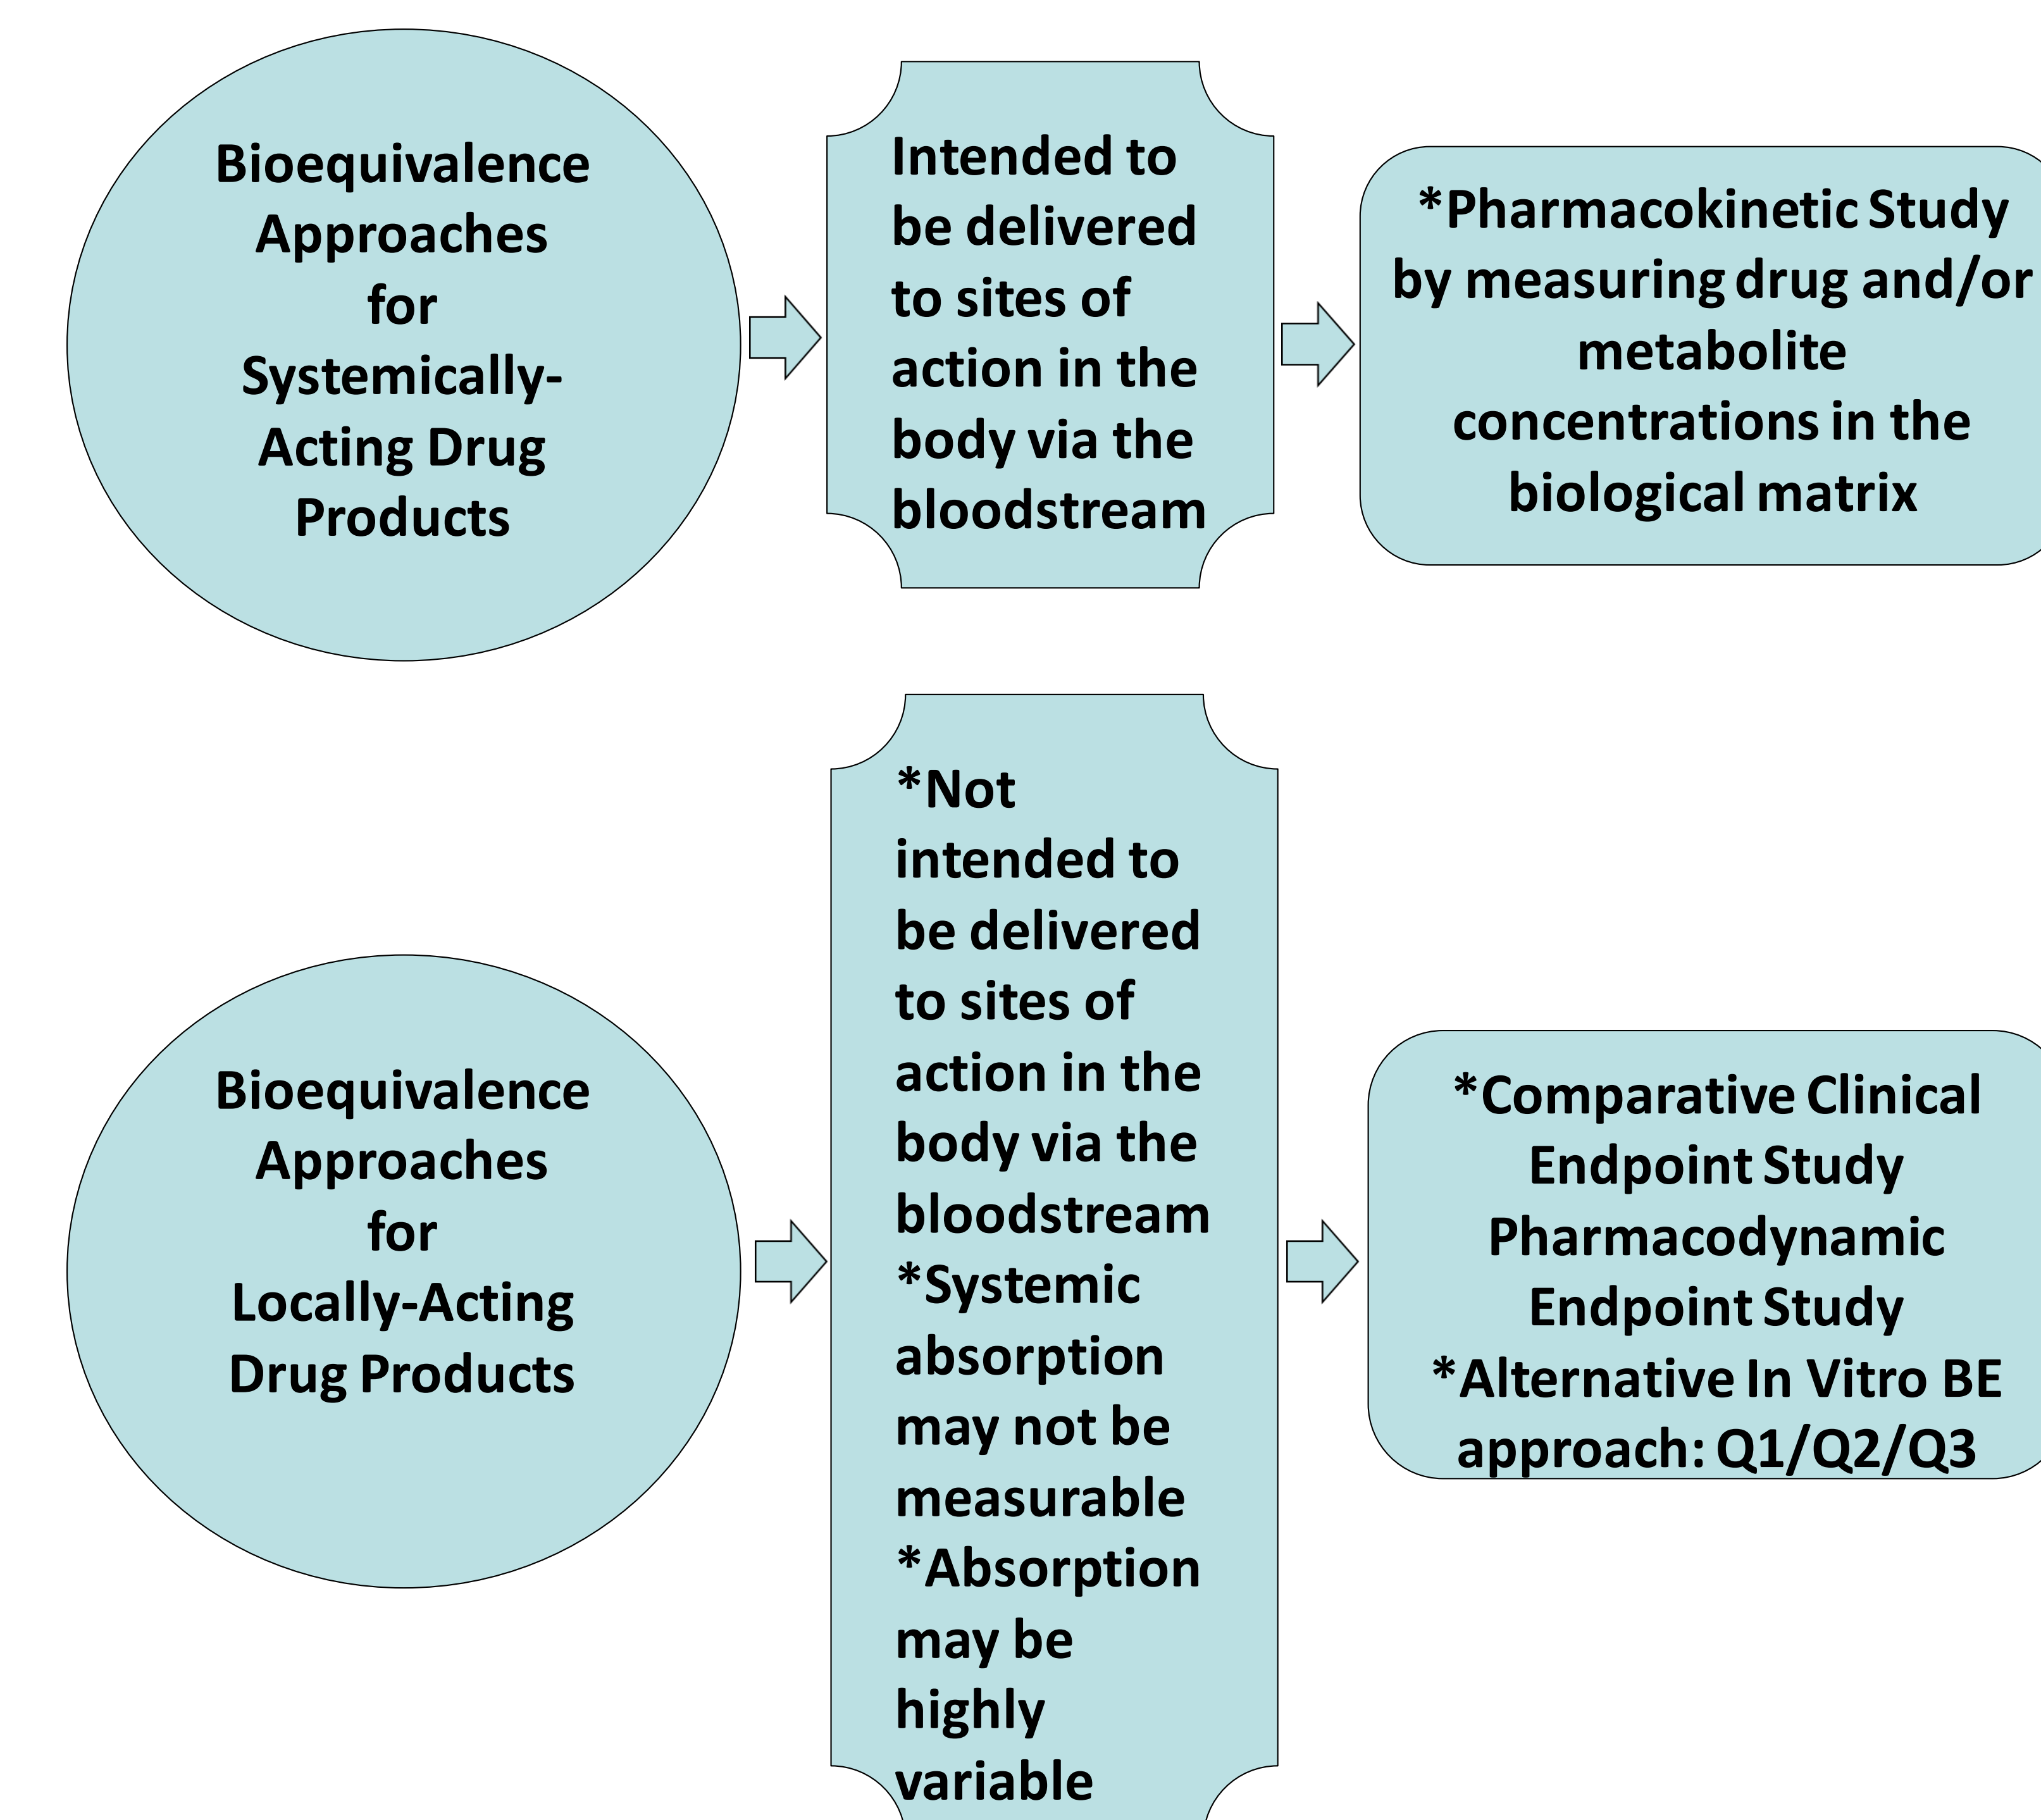 Bioequivalence
Approaches
for
Systemically-
Acting Drug
Products
Intended to
be delivered
to sites of
action in the
body via the
bloodstream
*Pharmacokinetic Study
by measuring drug and/or
metabolite
concentrations in the
biological matrix
Bioequivalence
Approaches
for
Locally-Acting
Drug Products
*Not
intended to
be delivered
to sites of
action in the
body via the
bloodstream
*Systemic
absorption
may not be
measurable
*Absorption
may be
highly
variable
*Comparative Clinical
Endpoint Study
Pharmacodynamic
Endpoint Study
*Alternative In Vitro BE
approach: Q1/Q2/Q3